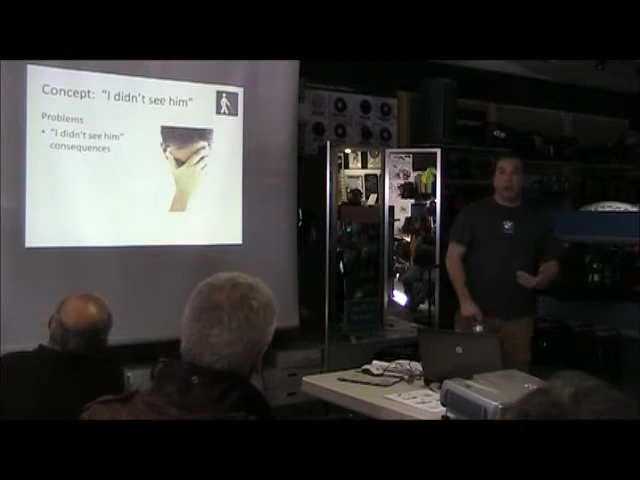 Concept: "I didn't see him"
Problems
• "I didn't see him"
consequences